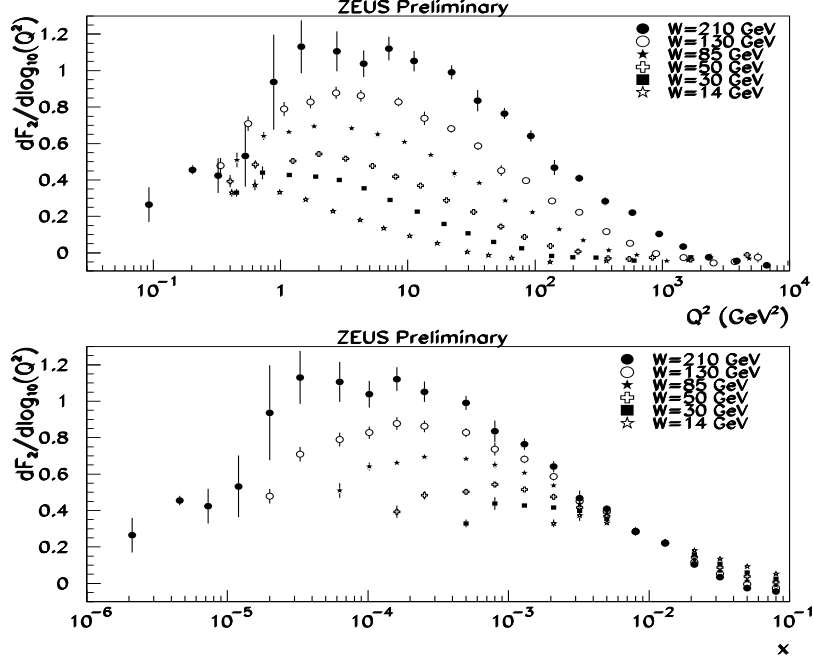 ZEUS Preliminary
dF₂/dlog₁₀(Q²)
1.2
1
0.8
0.6
0.4
0.2
0
W=210 GeV
W=130 GeV
W=85 GeV
W=50 GeV
W=30 GeV
W=14 GeV
10⁻¹ 1 10 10² 10³ 10⁴
Q² (GeV²)
ZEUS Preliminary
dF₂/dlog₁₀(Q²)
1.2
1
0.8
0.6
0.4
0.2
0
W=210 GeV
W=130 GeV
W=85 GeV
W=50 GeV
W=30 GeV
W=14 GeV
10⁻⁶ 10⁻⁵ 10⁻⁴ 10⁻³ 10⁻² 10⁻¹
x